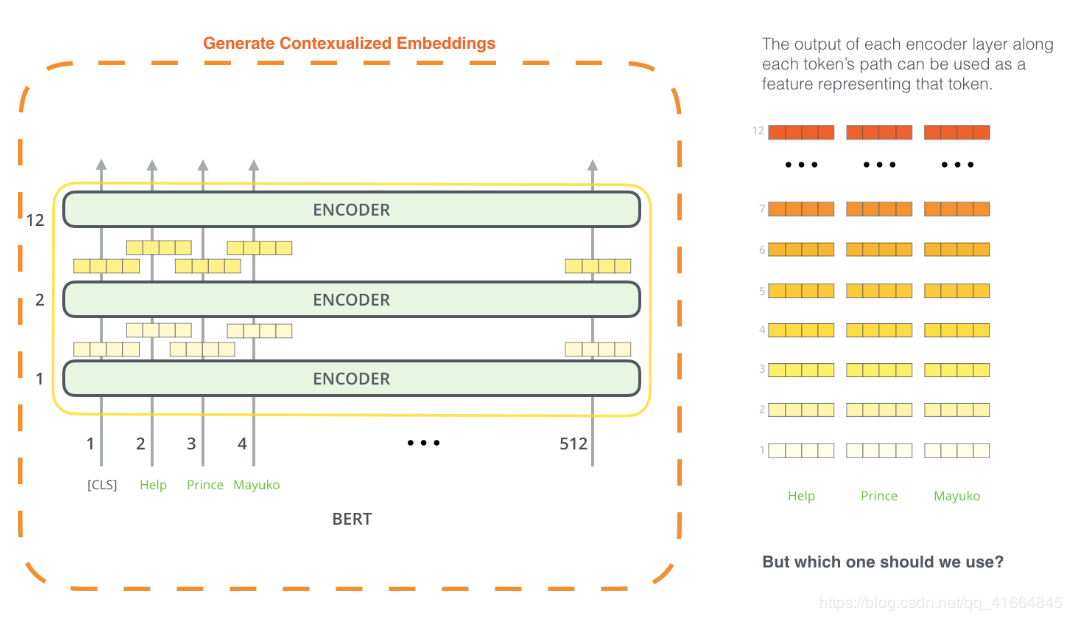 Generate Contexualized Embeddings
The output of each encoder layer along
each token's path can be used as a
feature representing that token.
12
ENCODER
2
ENCODER
1
ENCODER
1
2
3
4
• • •
512
[CLS]
Help
Prince
Mayuko
BERT
12
• • •
• • •
• • •
7
6
5
4
3
2
1
Help
Prince
Mayuko
But which one should we use?
https://blog.csdn.net/qq_41664845